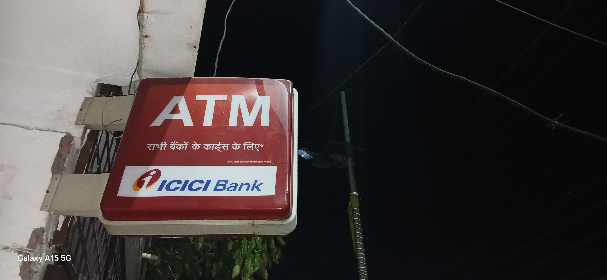 ATM
सभी बैंकों के कार्ड्स के लिए*
ICICI Bank
Galaxy A15 5G